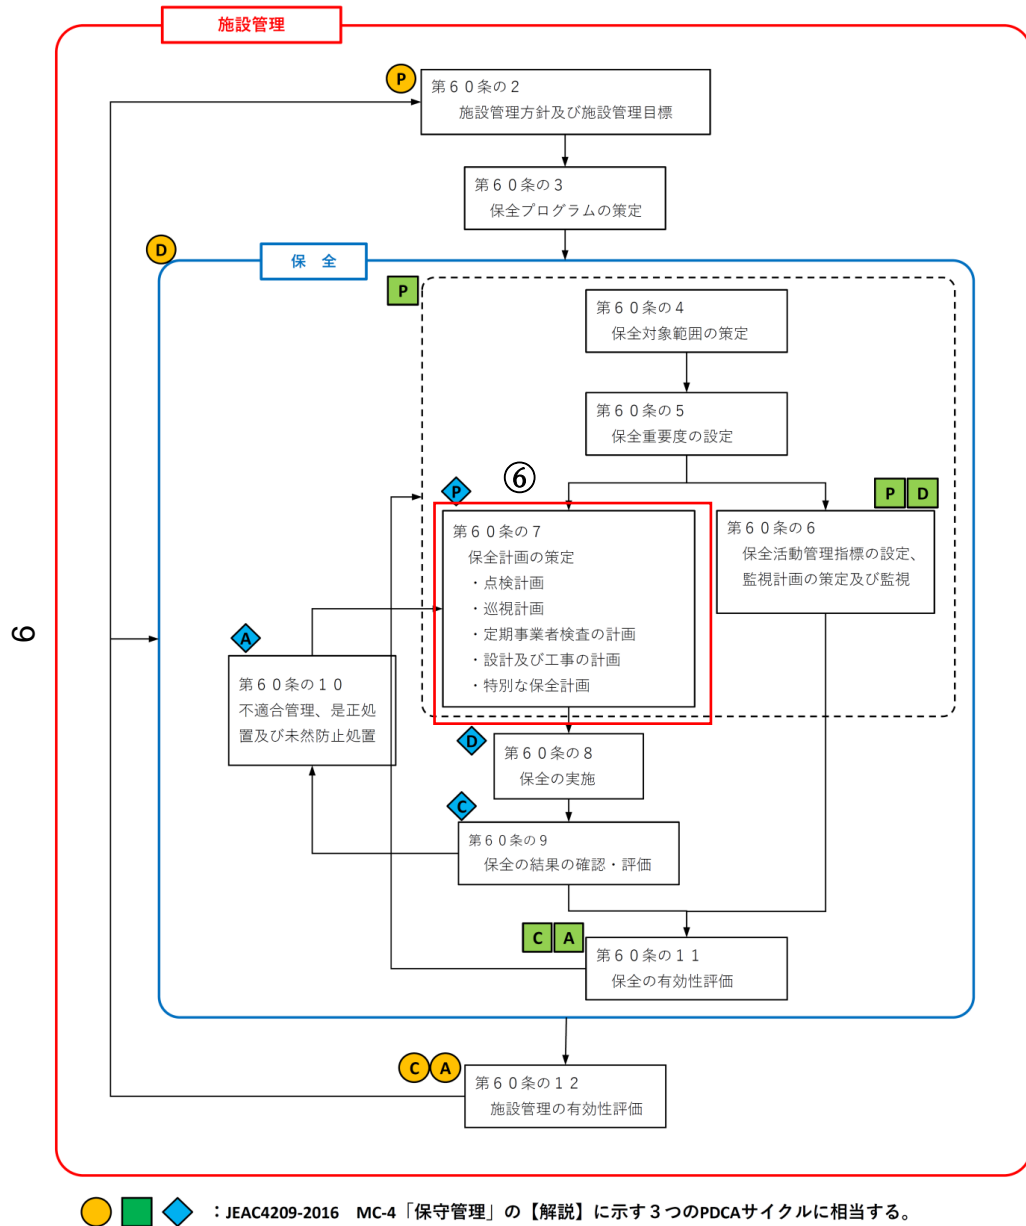 施設管理
P
第６０条の２
施設管理方針及び施設管理目標
第６０条の３
保全プログラムの策定
D
保　全
P
第６０条の４
保全対象範囲の策定
第６０条の５
保全重要度の設定
⑥
P
第６０条の７
保全計画の策定
・点検計画
・巡視計画
・定期事業者検査の計画
・設計及び工事の計画
・特別な保全計画
P D
第６０条の６
保全活動管理指標の設定、
監視計画の策定及び監視
A
第６０条の１０
不適合管理、是正処
置及び未然防止処置
D
第６０条の８
保全の実施
C
第６０条の９
保全の結果の確認・評価
C A
第６０条の１１
保全の有効性評価
C A
第６０条の１２
施設管理の有効性評価
：JEAC4209-2016　MC-4「保守管理」の【解説】に示す３つのPDCAサイクルに相当する。
6